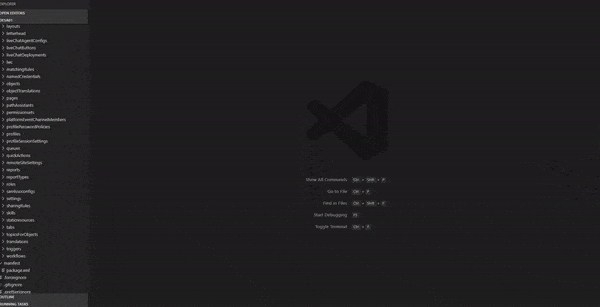 EXPLORER
OPEN EDITORS
layouts
letterhead
liveChatAgentConfigs
liveChatButtons
liveChatDeployments
lwc
matchingRules
namedCredentials
objects
objectTranslations
pages
pathAssistants
permissionsets
platformEventChannelMembers
profilePasswordPolicies
profiles
profileSessionSettings
queues
quickActions
remoteSiteSettings
reports
reportTypes
roles
samlssoconfigs
settings
sharingRules
skills
staticresources
tabs
topicsForObjects
translations
triggers
workflows
manifest
package.xml
.forceignore
.gitignore
.prettierignore
OUTLINE
RUNNING TASKS
Show All Commands Ctrl + Shift + P
Go to File Ctrl + P
Find in Files Ctrl + Shift + F
Start Debugging F5
Toggle Terminal Ctrl +